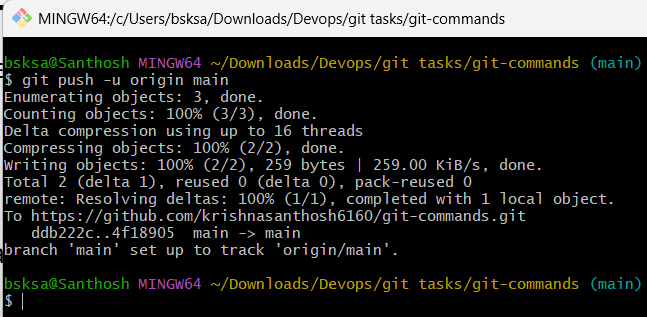 MINGW64:/c/Users/bsksa/Downloads/Devops/git tasks/git-commands
bsksa@Santhosh MINGW64 ~/Downloads/Devops/git tasks/git-commands (main)
$ git push -u origin main
Enumerating objects: 3, done.
Counting objects: 100% (3/3), done.
Delta compression using up to 16 threads
Compressing objects: 100% (2/2), done.
Writing objects: 100% (2/2), 259 bytes | 259.00 KiB/s, done.
Total 2 (delta 1), reused 0 (delta 0), pack-reused 0
remote: Resolving deltas: 100% (1/1), completed with 1 local object.
To https://github.com/krishnasanthosh6160/git-commands.git
   ddb222c..4f18905  main -> main
branch 'main' set up to track 'origin/main'.
bsksa@Santhosh MINGW64 ~/Downloads/Devops/git tasks/git-commands (main)
$